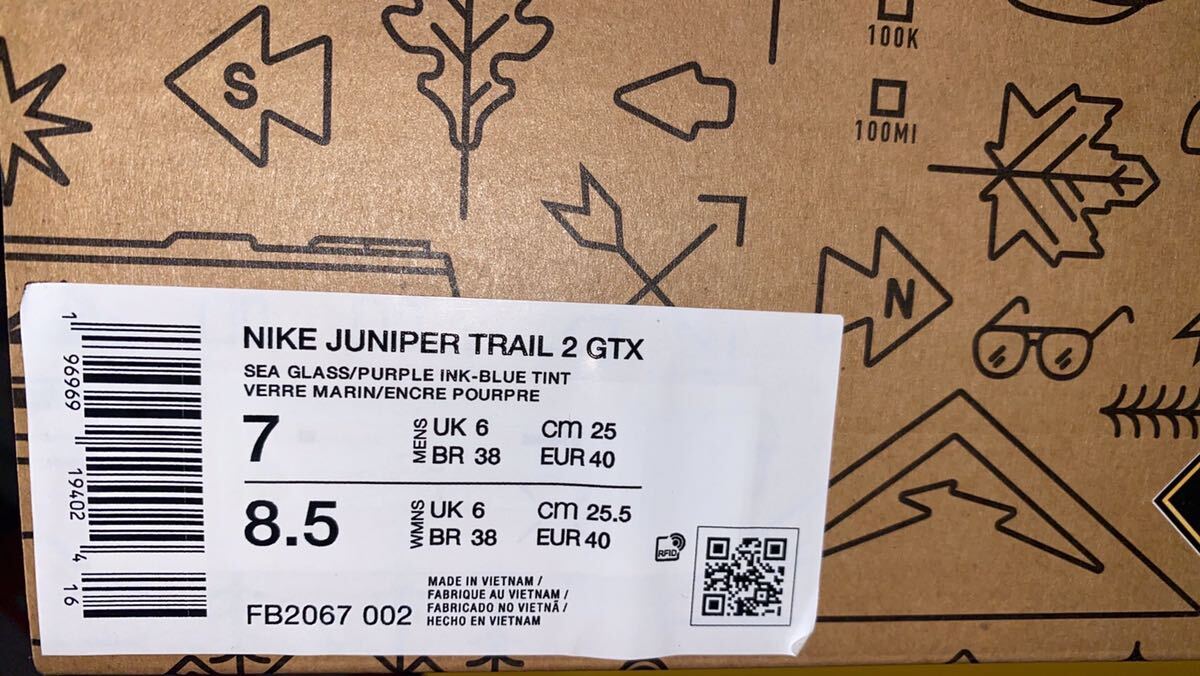 100K
S
100MI
N
NIKE JUNIPER TRAIL 2 GTX
SEA GLASS/PURPLE INK-BLUE TINT
VERRE MARIN/ENCRE POURPRE
7 MENS UK 6 CM 25
BR 38 EUR 40
8.5 WMNS UK 6 CM 25.5
BR 38 EUR 40
RFID
MADE IN VIETNAM /
FABRIQUE AU VIETNAM /
FABRICADO NO VIETNÃ /
HECHO EN VIETNAM
FB2067 002
1 96969 19402 4 16